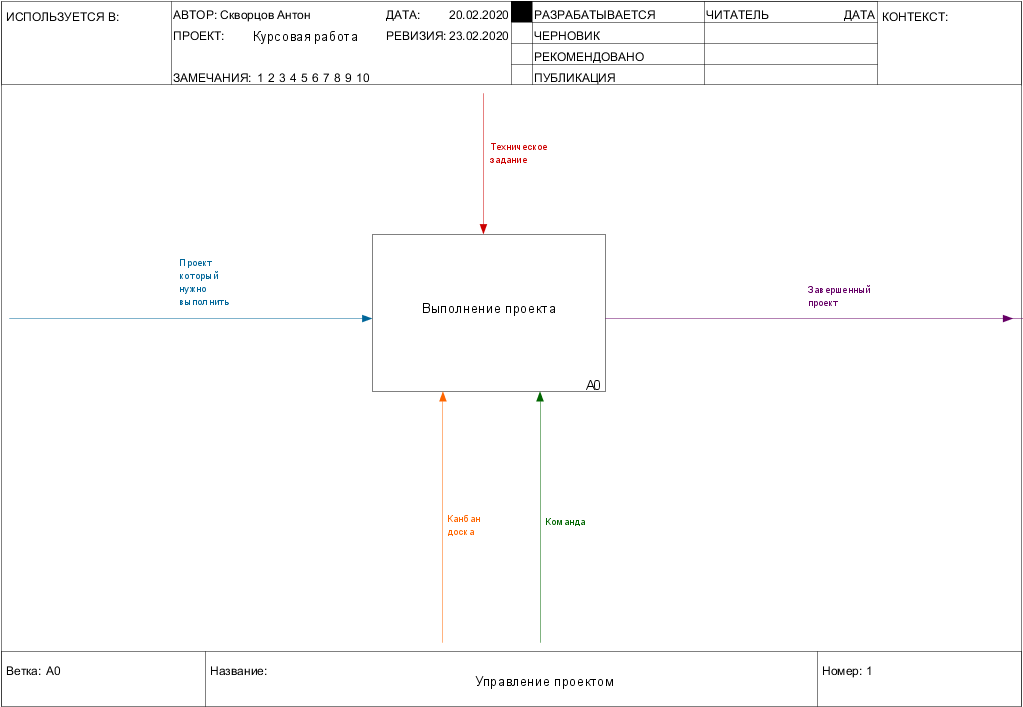 ИСПОЛЬЗУЕТСЯ В:
АВТОР: Скворцов Антон
ДАТА: 20.02.2020
ПРОЕКТ: Курсовая работа
РЕВИЗИЯ: 23.02.2020
ЗАМЕЧАНИЯ: 1 2 3 4 5 6 7 8 9 10
РАЗРАБАТЫВАЕТСЯ
ЧЕРНОВИК
РЕКОМЕНДОВАНО
ПУБЛИКАЦИЯ
ЧИТАТЕЛЬ ДАТА
КОНТЕКСТ:
Техническое
задание
Проект
который
нужно
выполнить
Выполнение проекта
A0
Завершенный
проект
Канбан
доска
Команда
Ветка: A0
Название:
Управление проектом
Номер: 1